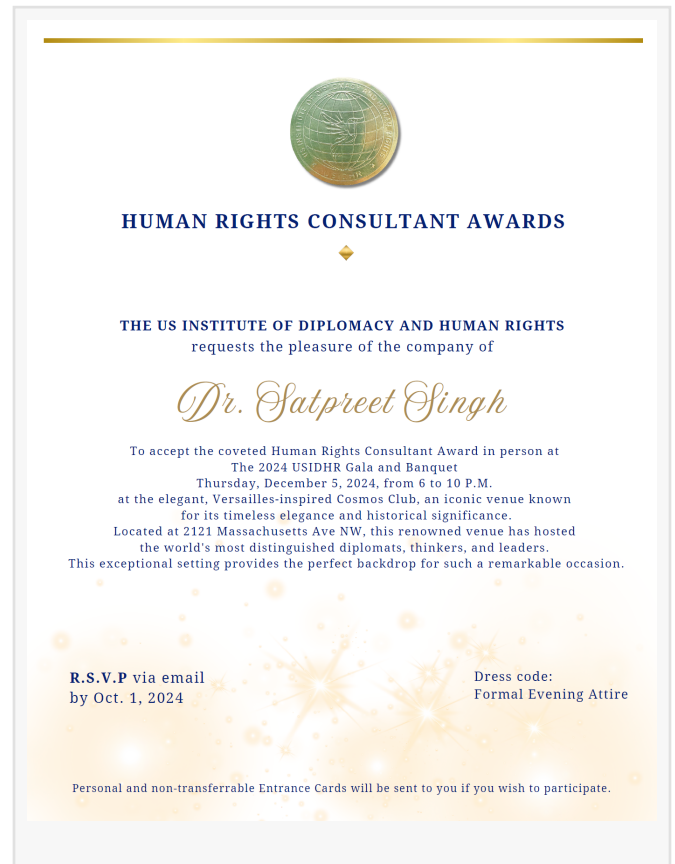 HUMAN RIGHTS CONSULTANT AWARDS
THE US INSTITUTE OF DIPLOMACY AND HUMAN RIGHTS
requests the pleasure of the company of
Dr. Satpreet Singh
To accept the coveted Human Rights Consultant Award in person at
The 2024 USIDHR Gala and Banquet
Thursday, December 5, 2024, from 6 to 10 P.M.
at the elegant, Versailles-inspired Cosmos Club, an iconic venue known
for its timeless elegance and historical significance.
Located at 2121 Massachusetts Ave NW, this renowned venue has hosted
the world's most distinguished diplomats, thinkers, and leaders.
This exceptional setting provides the perfect backdrop for such a remarkable occasion.
R.S.V.P via email
by Oct. 1, 2024
Dress code:
Formal Evening Attire
Personal and non-transferrable Entrance Cards will be sent to you if you wish to participate.